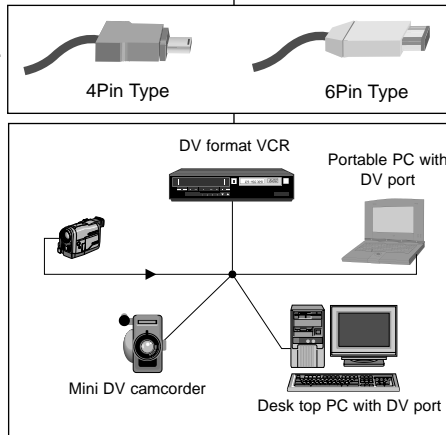 4Pin Type
6Pin Type
DV format VCR
Portable PC with
DV port
Mini DV camcorder
Desk top PC with DV port